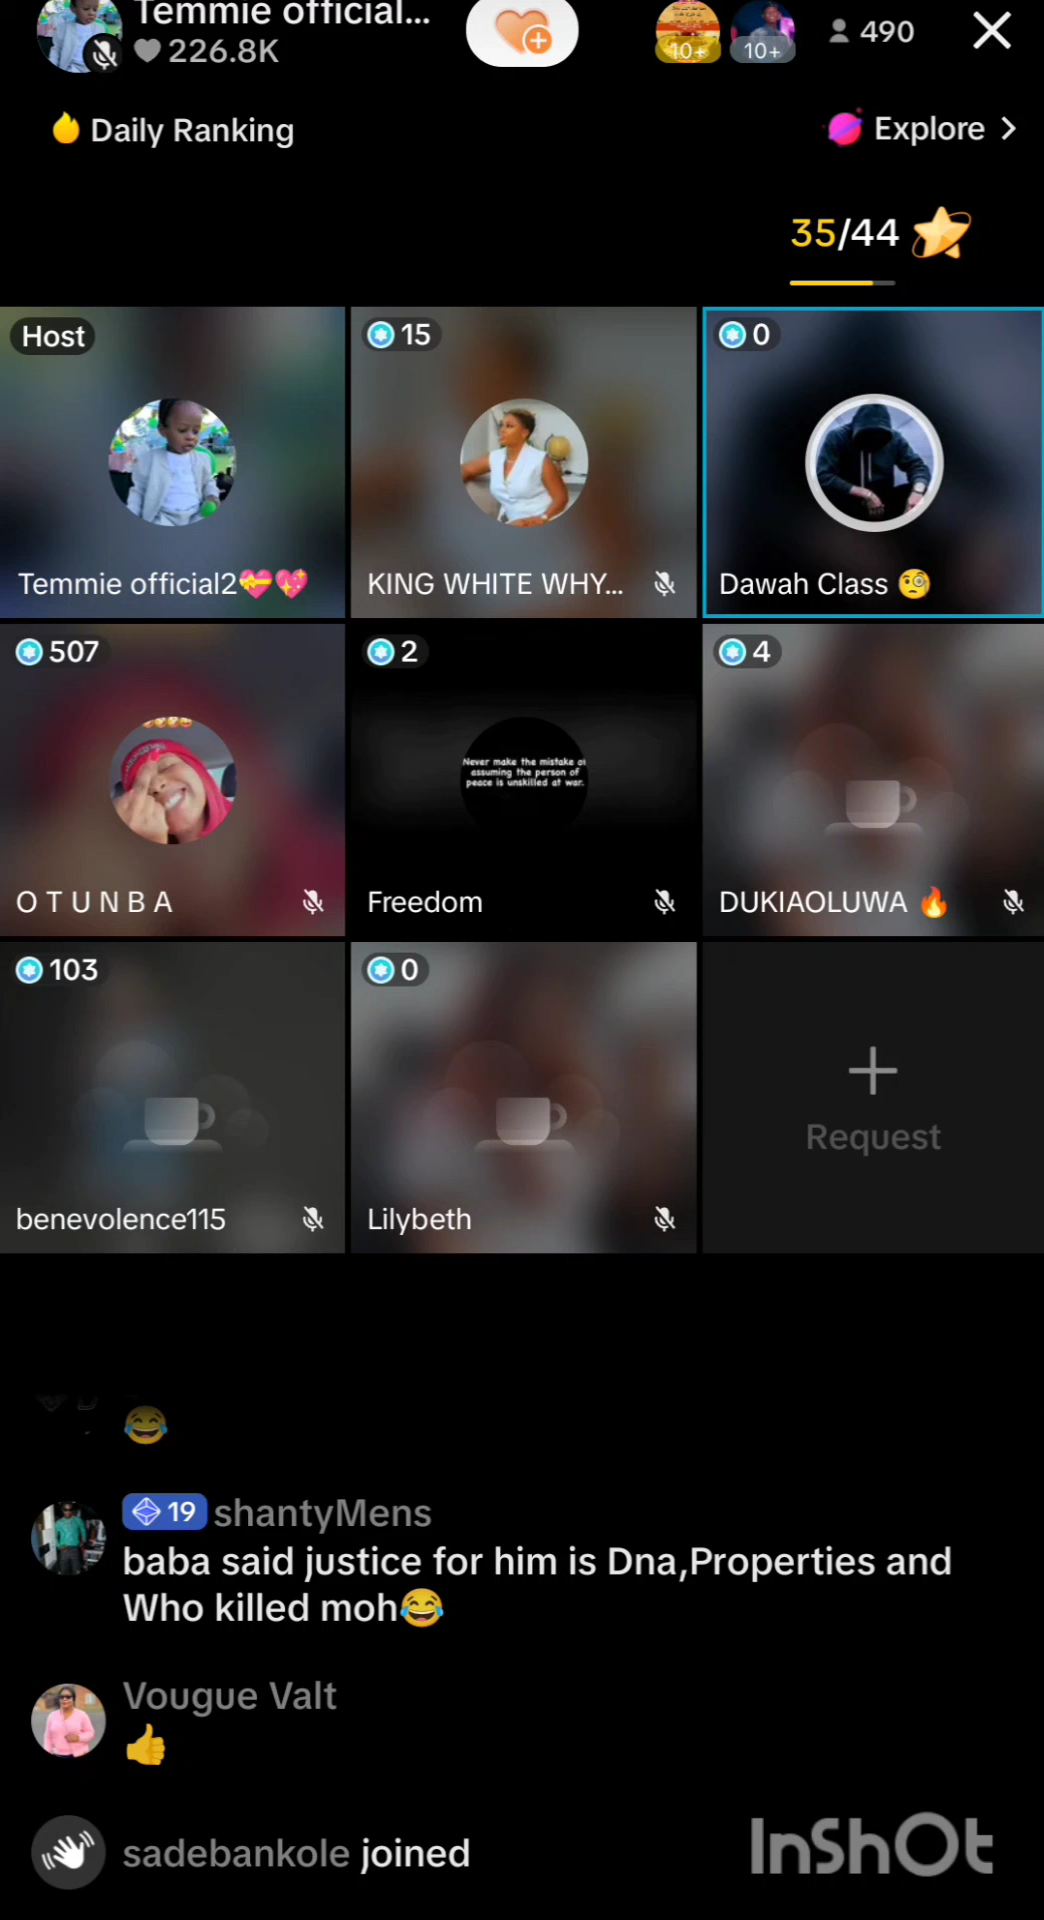 Temmie official...
226.8K
10+
10+
490
Daily Ranking
Explore >
35/44
Host
15
0
Temmie official2💝💖
KING WHITE WHY...
Dawah Class 🧐
507
2
4
Never make the mistake of
assuming the person of
peace is unskilled at war.
O T U N B A
Freedom
DUKIAOLUWA 🔥
103
0
Request
benevolence115
Lilybeth
😂
19 shantyMens
baba said justice for him is Dna,Properties and
Who killed moh😂
Vougue Valt
👍
sadebankole joined
InShOt